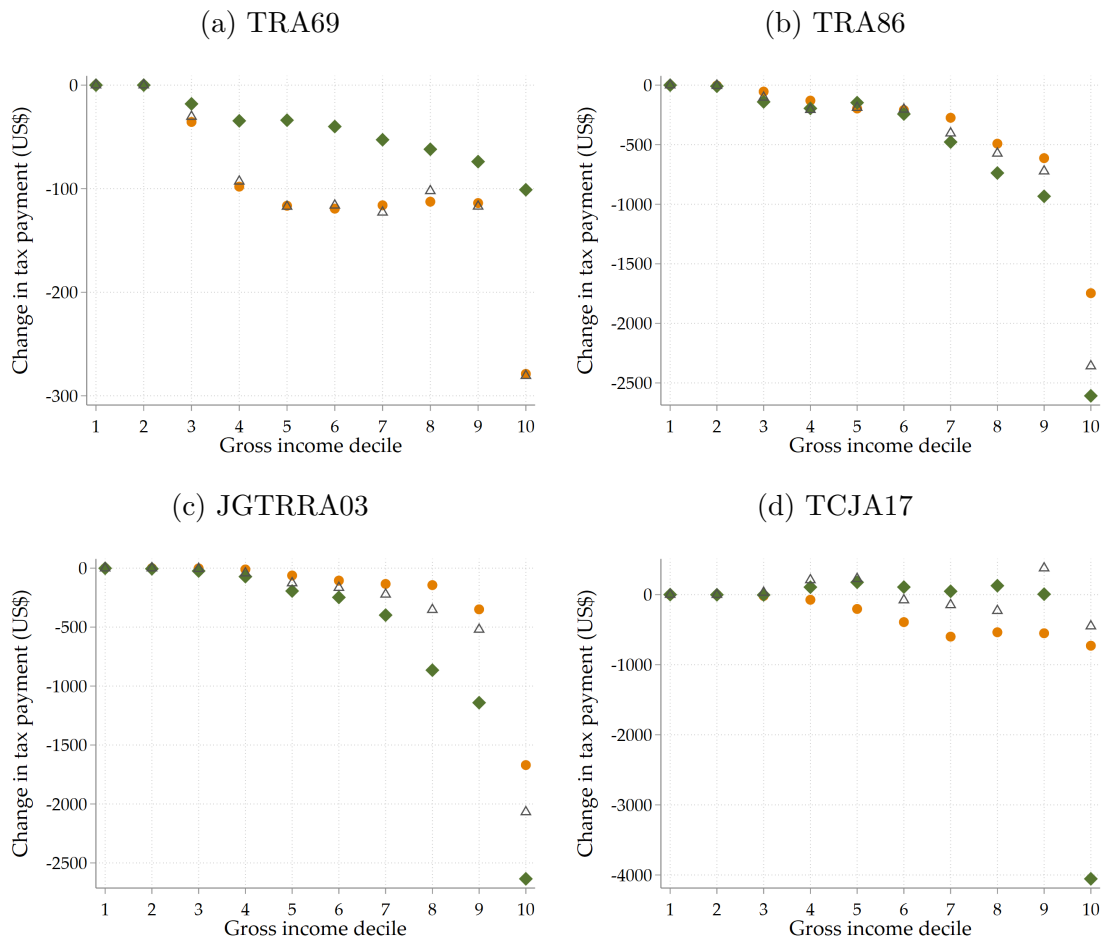 (a) TRA69
0
-100
-200
-300
Change in tax payment (US$)
1 2 3 4 5 6 7 8 9 10
Gross income decile
(b) TRA86
0
-500
-1000
-1500
-2000
-2500
Change in tax payment (US$)
1 2 3 4 5 6 7 8 9 10
Gross income decile
(c) JGTRRA03
0
-500
-1000
-1500
-2000
-2500
Change in tax payment (US$)
1 2 3 4 5 6 7 8 9 10
Gross income decile
(d) TCJA17
0
-1000
-2000
-3000
-4000
Change in tax payment (US$)
1 2 3 4 5 6 7 8 9 10
Gross income decile